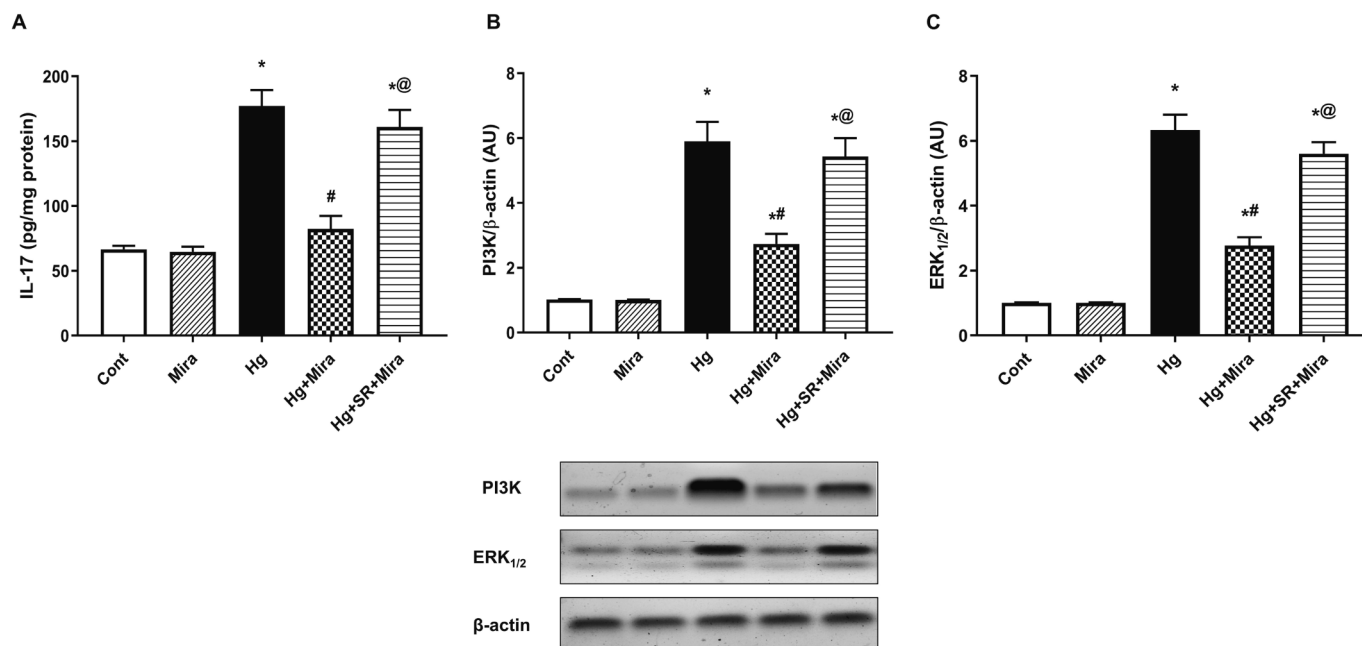 A
IL-17 (pg/mg protein)
200
150
100
50
0
*
#
*@
Cont
Mira
Hg
Hg+Mira
Hg+SR+Mira
B
PI3K/β-actin (AU)
8
6
4
2
0
*
*#
*@
Cont
Mira
Hg
Hg+Mira
Hg+SR+Mira
C
ERK1/2/β-actin (AU)
8
6
4
2
0
*
*#
*@
Cont
Mira
Hg
Hg+Mira
Hg+SR+Mira
PI3K
ERK1/2
β-actin